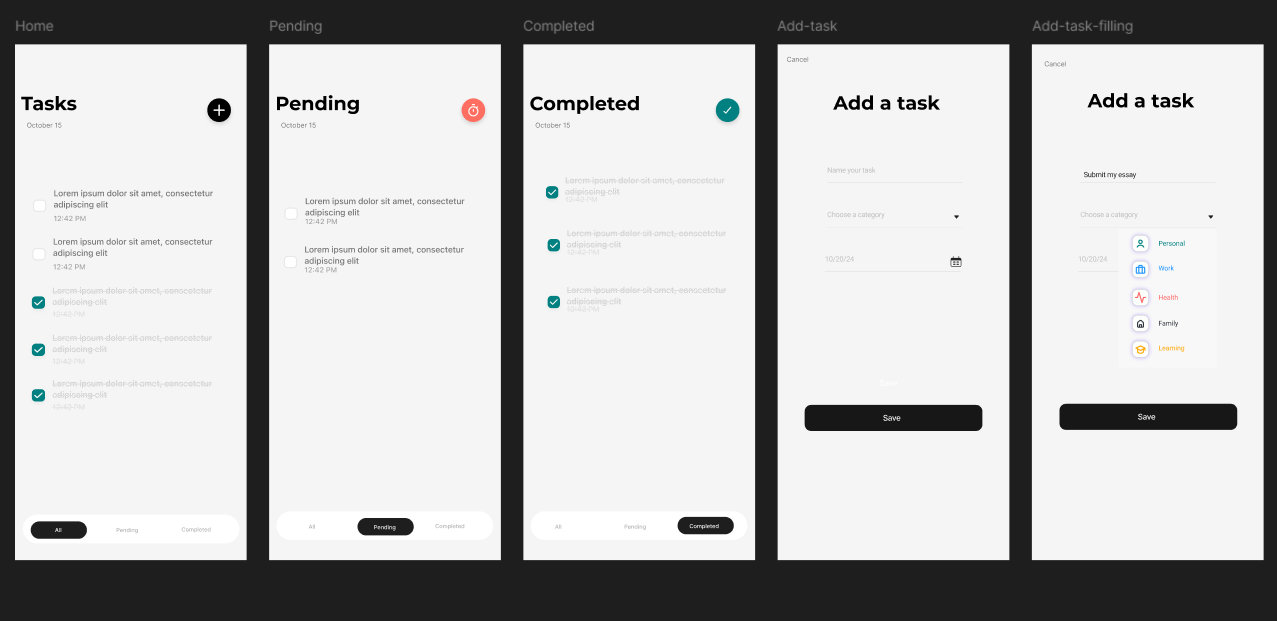 Home
Tasks
October 15
Lorem ipsum dolor sit amet, consectetur
adipiscing elit
12:42 PM
Lorem ipsum dolor sit amet, consectetur
adipiscing elit
12:42 PM
Lorem ipsum dolor sit amet, consectetur
adipiscing elit
12:42 PM
Lorem ipsum dolor sit amet, consectetur
adipiscing elit
12:42 PM
Lorem ipsum dolor sit amet, consectetur
adipiscing elit
12:42 PM
All
Pending
Completed
Pending
Pending
October 15
Lorem ipsum dolor sit amet, consectetur
adipiscing elit
12:42 PM
Lorem ipsum dolor sit amet, consectetur
adipiscing elit
12:42 PM
All
Pending
Completed
Completed
Completed
October 15
Lorem ipsum dolor sit amet, consectetur
adipiscing elit
12:42 PM
Lorem ipsum dolor sit amet, consectetur
adipiscing elit
12:42 PM
Lorem ipsum dolor sit amet, consectetur
adipiscing elit
12:42 PM
All
Pending
Completed
Add-task
Cancel
Add a task
Name your task
Choose a category
10/20/24
Save
Save
Add-task-filling
Cancel
Add a task
Submit my essay
Choose a category
10/20/24
Personal
Work
Health
Family
Learning
Save